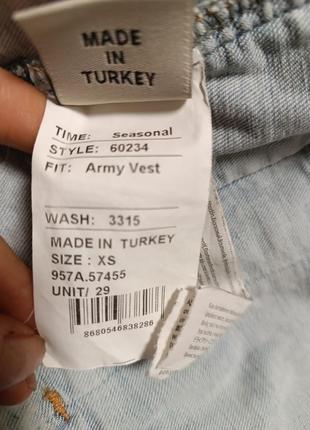 MADE
IN
TURKEY
TIME: Seasonal
STYLE: 60234
FIT: Army Vest
WASH: 3315
MADE IN TURKEY
SIZE : XS
957A.57455
UNIT/ 29
8680546838286